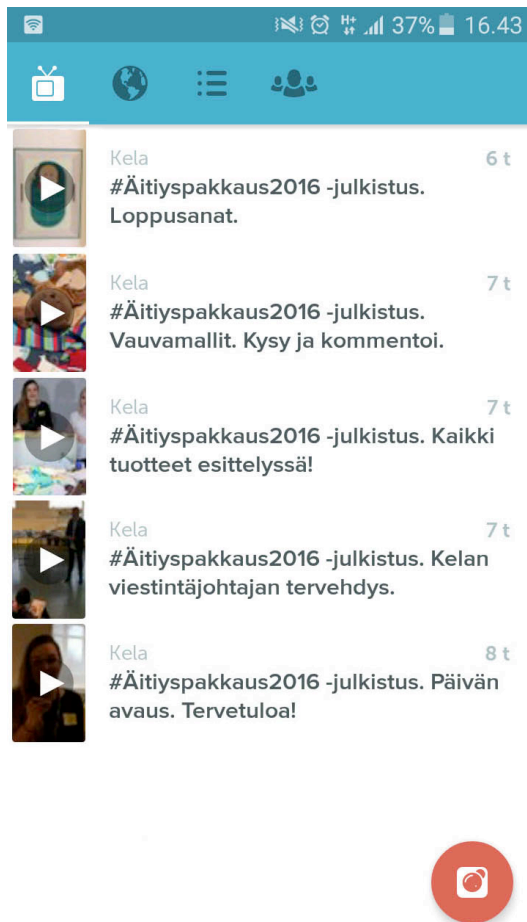 H+ 37% 16.43
Kela 6 t
#Äitiyspakkaus2016 -julkistus.
Loppusanat.
Kela 7 t
#Äitiyspakkaus2016 -julkistus.
Vauvamallit. Kysy ja kommentoi.
Kela 7 t
#Äitiyspakkaus2016 -julkistus. Kaikki
tuotteet esittelyssä!
Kela 7 t
#Äitiyspakkaus2016 -julkistus. Kelan
viestintäjohtajan tervehdys.
Kela 8 t
#Äitiyspakkaus2016 -julkistus. Päivän
avaus. Tervetuloa!